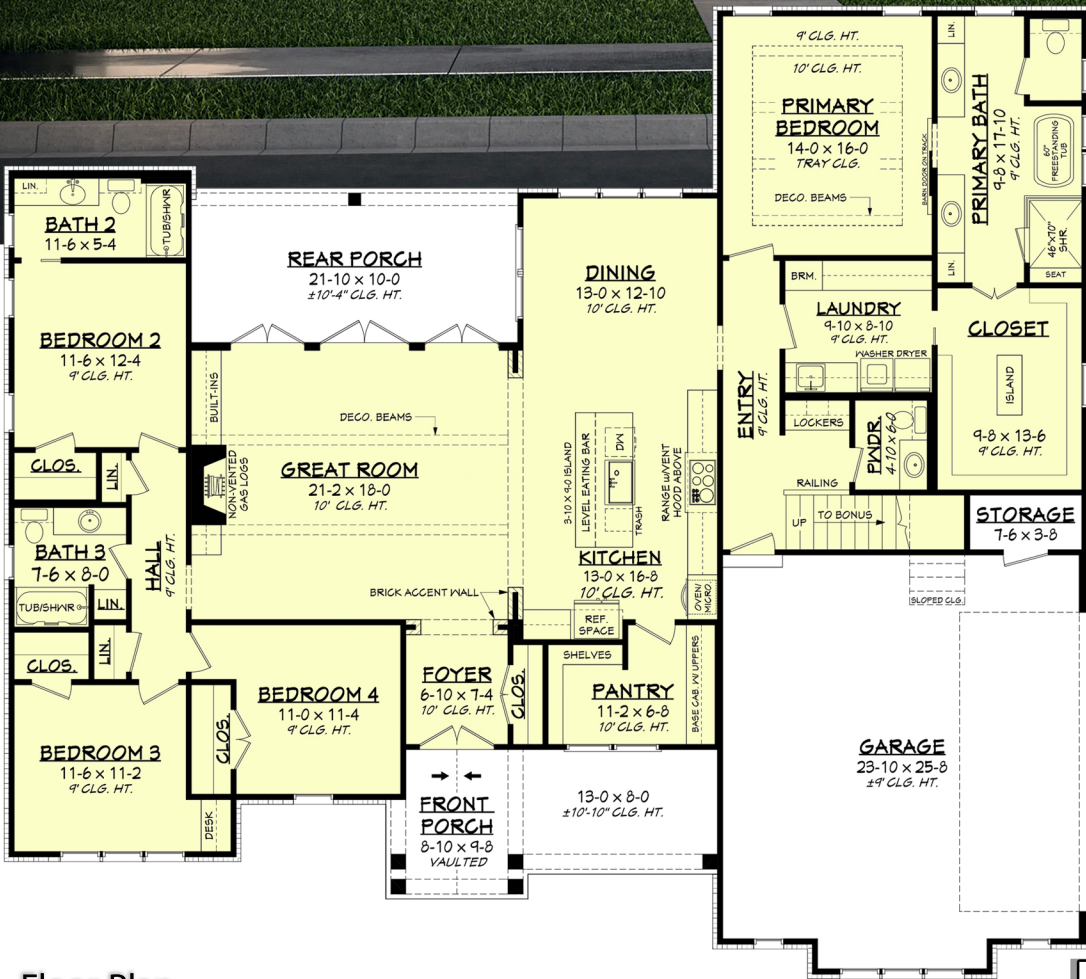 9' CLG. HT.
10' CLG. HT.
PRIMARY
BEDROOM
14-0 x 16-0
TRAY CLG.
DECO. BEAMS
BARN DOOR ON TRACK
LIN.
PRIMARY BATH
9-8 x 17-10
9' CLG. HT.
60"
FREESTANDING
TUB
46"x70"
SHR.
SEAT
LIN.
LIN.
BATH 2
11-6 x 5-4
TUB/SHWR
REAR PORCH
21-10 x 10-0
±10'-4" CLG. HT.
DINING
13-0 x 12-10
10' CLG. HT.
BRM.
LAUNDRY
9-10 x 8-10
9' CLG. HT.
WASHER DRYER
CLOSET
ISLAND
9-8 x 13-6
9' CLG. HT.
BEDROOM 2
11-6 x 12-4
9' CLG. HT.
BUILT-INS
DECO. BEAMS
ENTRY
9' CLG. HT.
LOCKERS
PWDR.
4-10 x 6-0
CLOS.
LIN.
NON-VENTED
GAS LOGS
GREAT ROOM
21-2 x 18-0
10' CLG. HT.
3-10 x 9-0 ISLAND
LEVEL EATING BAR
DW
TRASH
RANGE W/VENT
HOOD ABOVE
RAILING
UP
TO BONUS
STORAGE
7-6 x 3-8
BATH 3
7-6 x 8-0
HALL
9' CLG. HT.
TUB/SHWR
LIN.
KITCHEN
13-0 x 16-8
10' CLG. HT.
OVEN/
MICRO.
SLOPED CLG.
BRICK ACCENT WALL
REF.
SPACE
CLOS.
LIN.
BEDROOM 4
11-0 x 11-4
9' CLG. HT.
CLOS.
FOYER
6-10 x 7-4
10' CLG. HT.
CLOS.
SHELVES
PANTRY
11-2 x 6-8
10' CLG. HT.
BASE CAB. W/ UPPERS
BEDROOM 3
11-6 x 11-2
9' CLG. HT.
DESK
GARAGE
23-10 x 25-8
±9' CLG. HT.
FRONT
PORCH
8-10 x 9-8
VAULTED
13-0 x 8-0
±10'-10" CLG. HT.